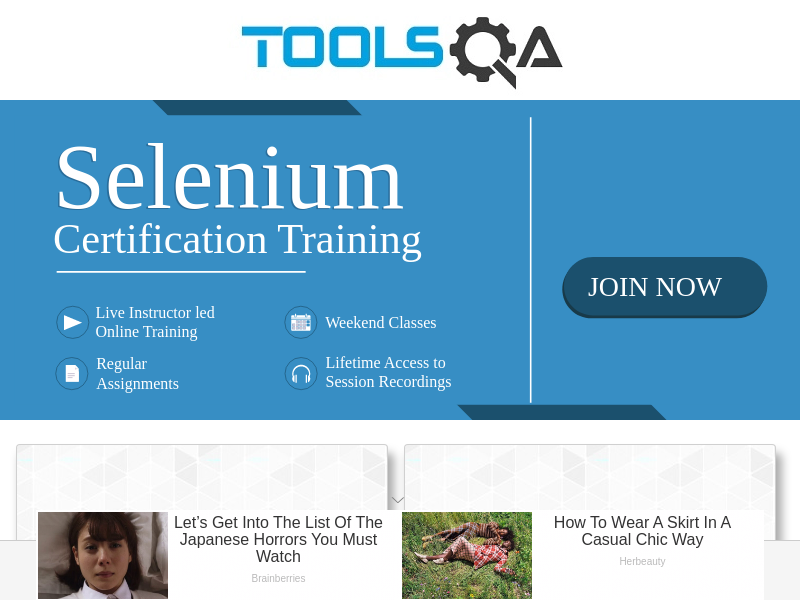 TOOLSQA
Selenium
Certification Training
Live Instructor led
Online Training
Weekend Classes
Regular
Assignments
Lifetime Access to
Session Recordings
JOIN NOW
Let’s Get Into The List Of The
Japanese Horrors You Must
Watch
Brainberries
How To Wear A Skirt In A
Casual Chic Way
Herbeauty